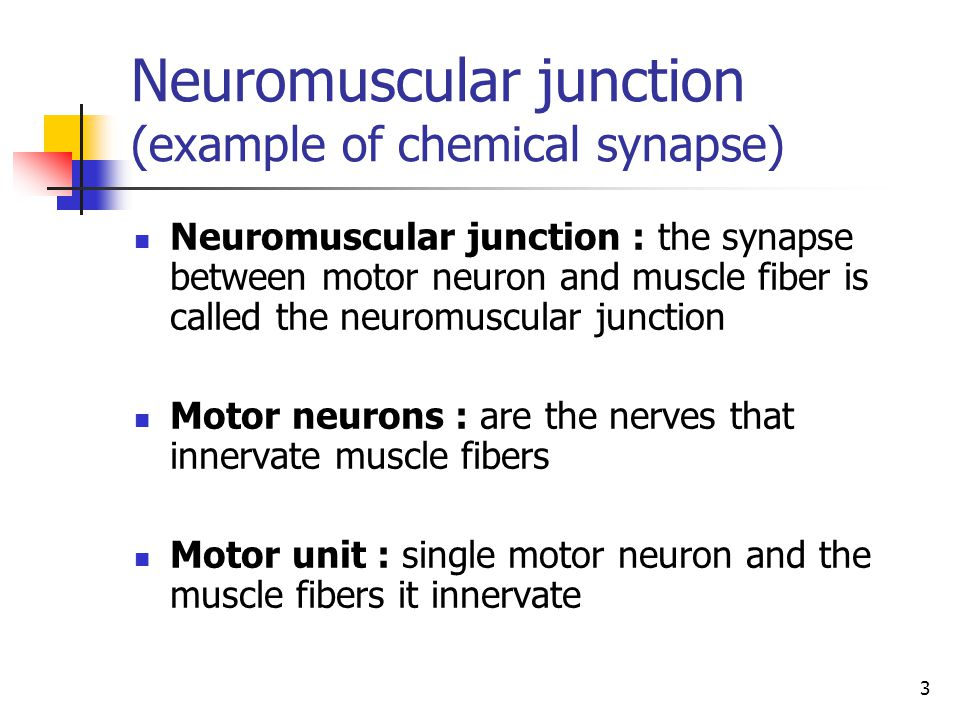 Neuromuscular junction
(example of chemical synapse)
Neuromuscular junction : the synapse
between motor neuron and muscle fiber is
called the neuromuscular junction
Motor neurons : are the nerves that
innervate muscle fibers
Motor unit : single motor neuron and the
muscle fibers it innervate
3